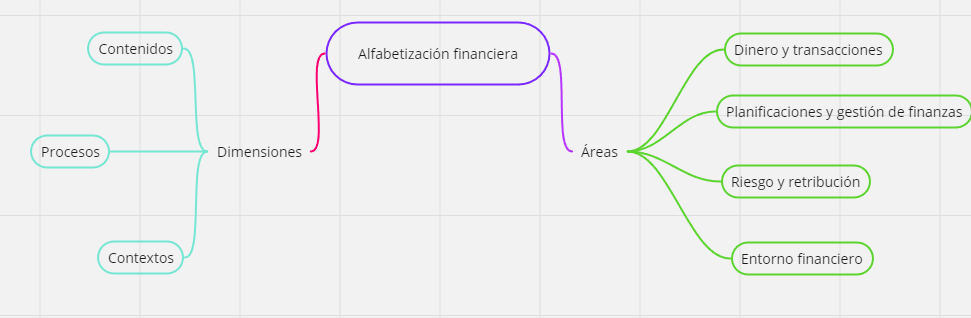 Alfabetización financiera
Dimensiones
Contenidos
Procesos
Contextos
Áreas
Dinero y transacciones
Planificaciones y gestión de finanzas
Riesgo y retribución
Entorno financiero